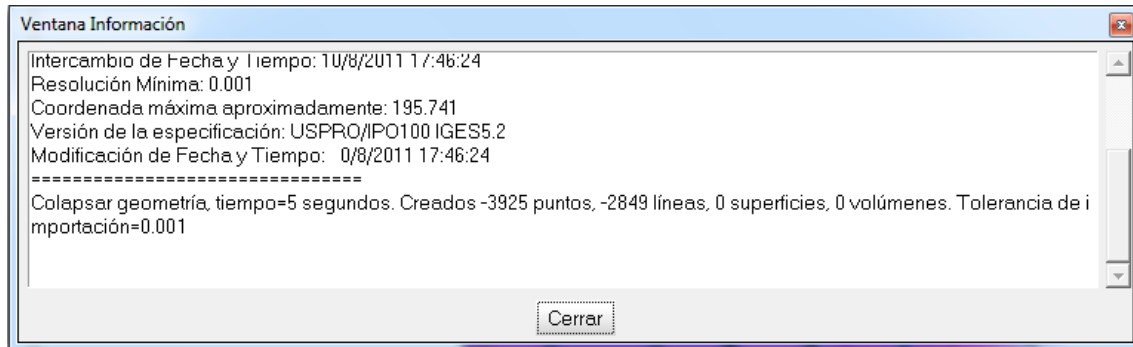 Ventana Información
Intercambio de Fecha y Tiempo: 10/8/2011 17:46:24
Resolución Mínima: 0.001
Coordenada máxima aproximadamente: 195.741
Versión de la especificación: USPRO/IPO100 IGES5.2
Modificación de Fecha y Tiempo:   0/8/2011 17:46:24
================================
Colapsar geometría, tiempo=5 segundos. Creados -3925 puntos, -2849 líneas, 0 superficies, 0 volúmenes. Tolerancia de i
mportación=0.001
Cerrar